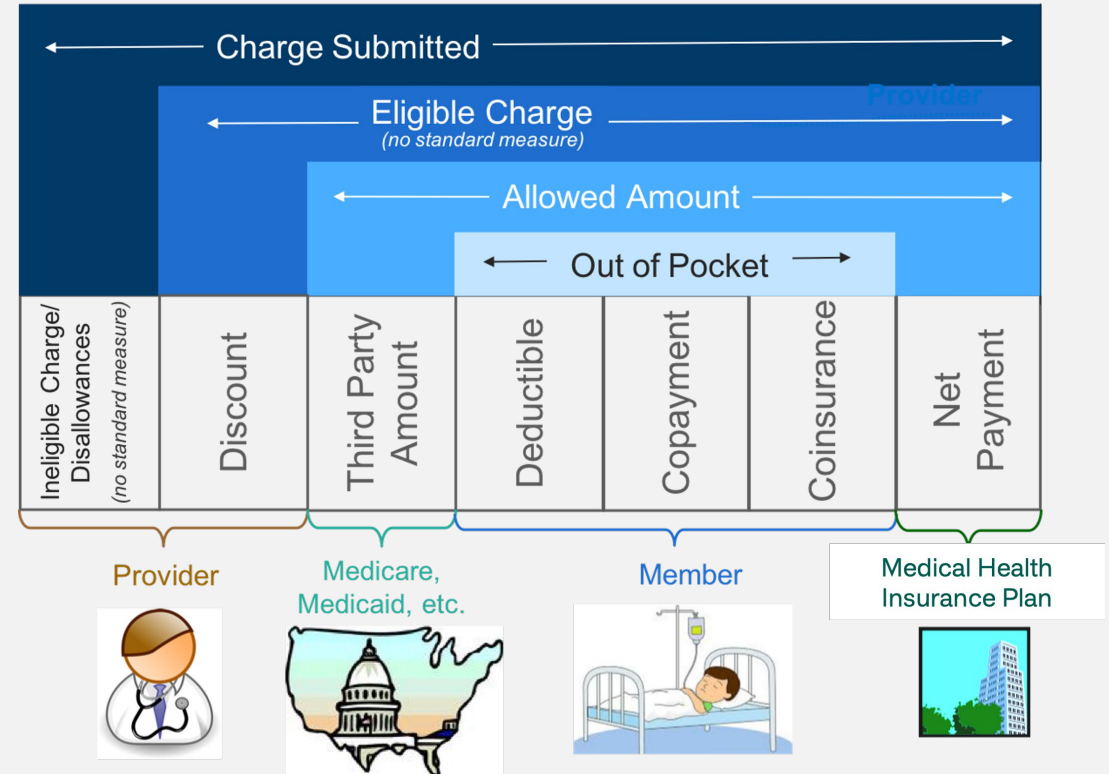 Charge Submitted
Provider
Eligible Charge
(no standard measure)
Allowed Amount
Out of Pocket
Ineligible Charge/
Disallowances
(no standard measure)
Discount
Third Party
Amount
Deductible
Copayment
Coinsurance
Net
Payment
Provider
Medicare,
Medicaid, etc.
Member
Medical Health
Insurance Plan